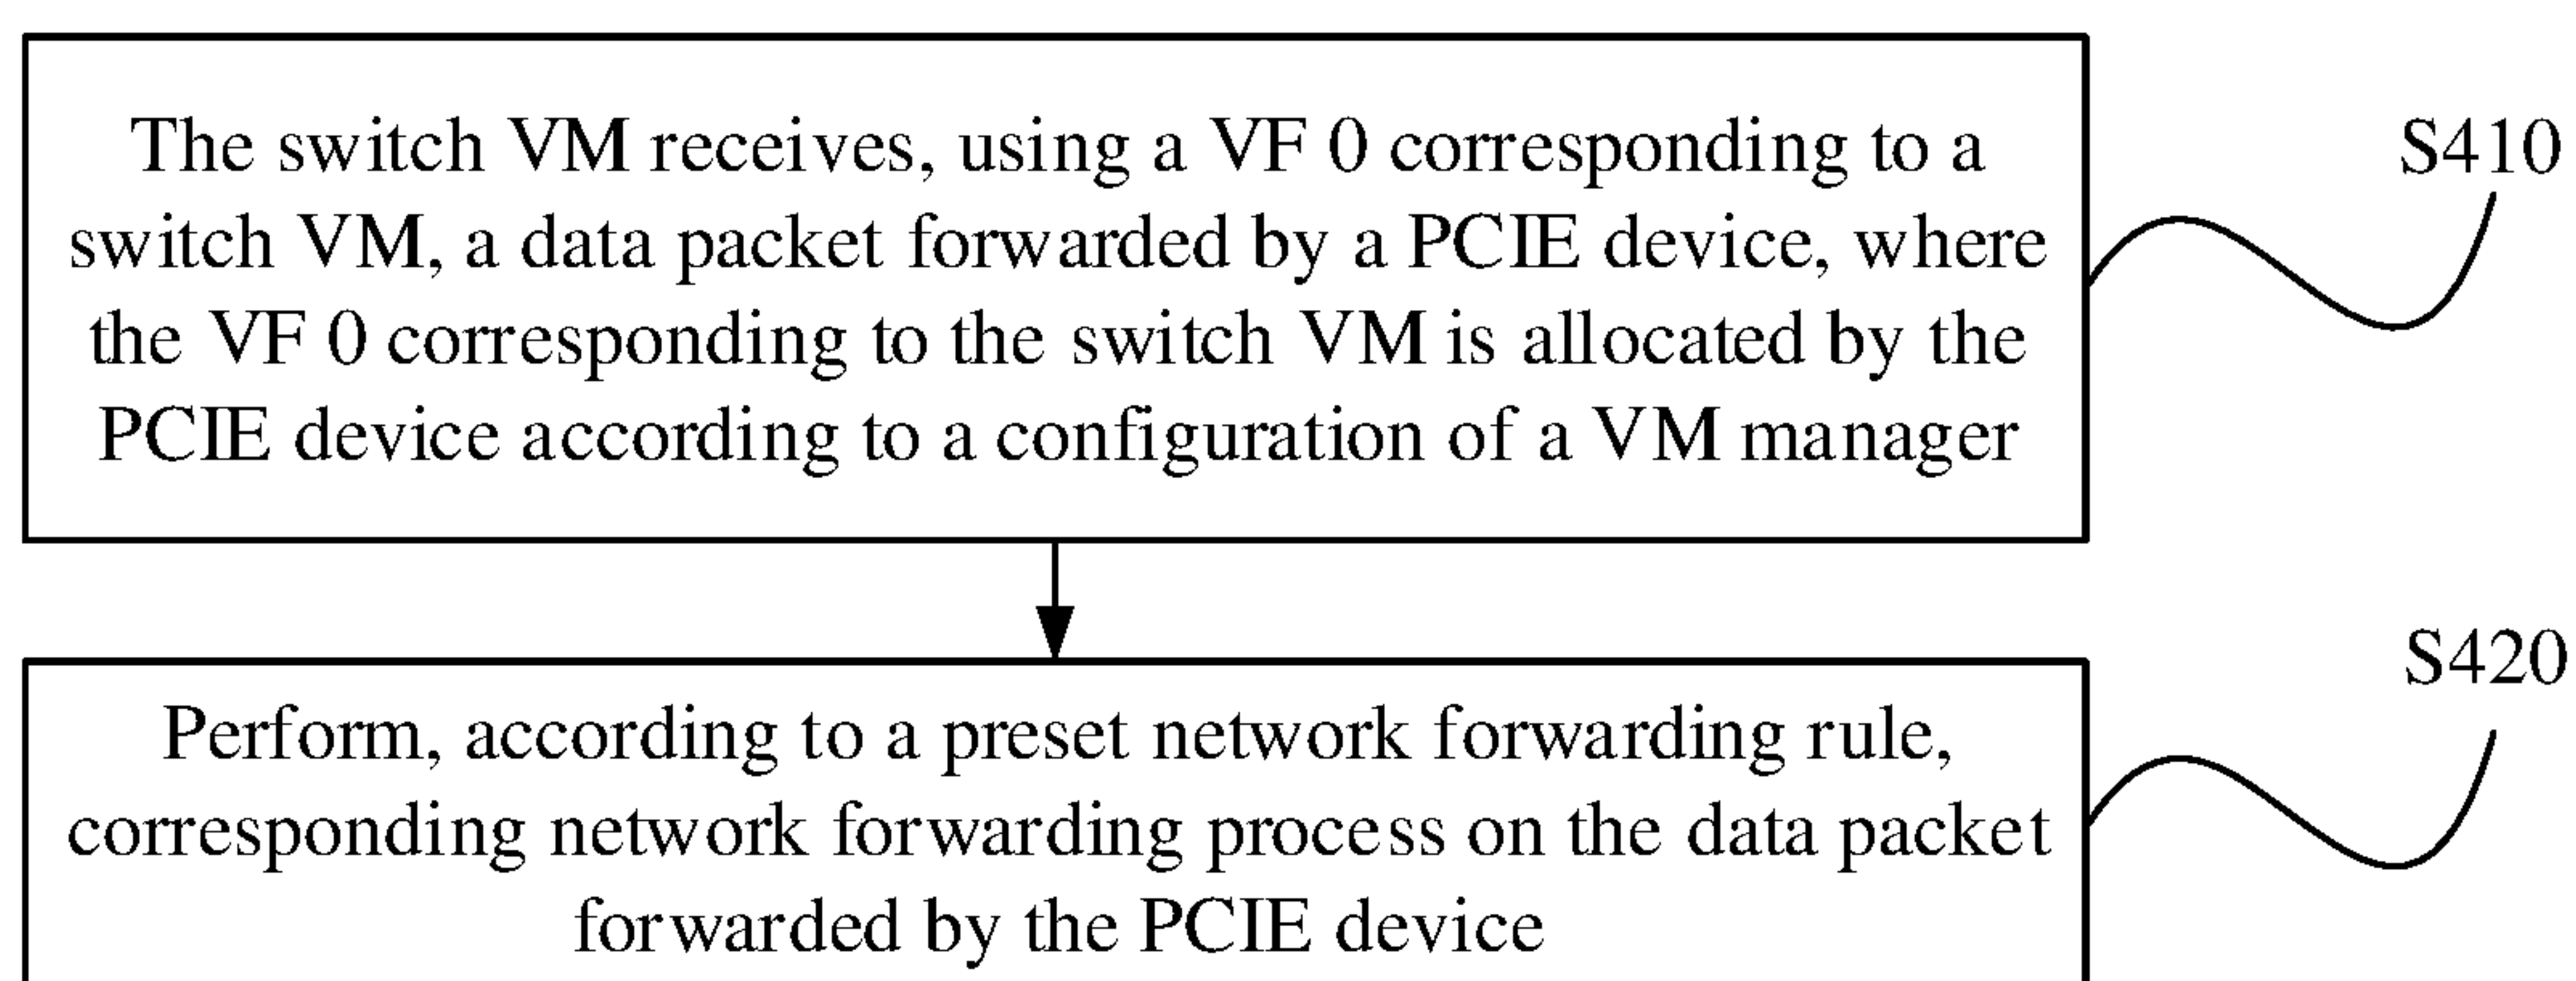 The switch VM receives, using a VF 0 corresponding to a
switch VM, a data packet forwarded by a PCIE device, where
the VF 0 corresponding to the switch VM is allocated by the
PCIE device according to a configuration of a VM manager
S410
Perform, according to a preset network forwarding rule,
corresponding network forwarding process on the data packet
forwarded by the PCIE device
S420